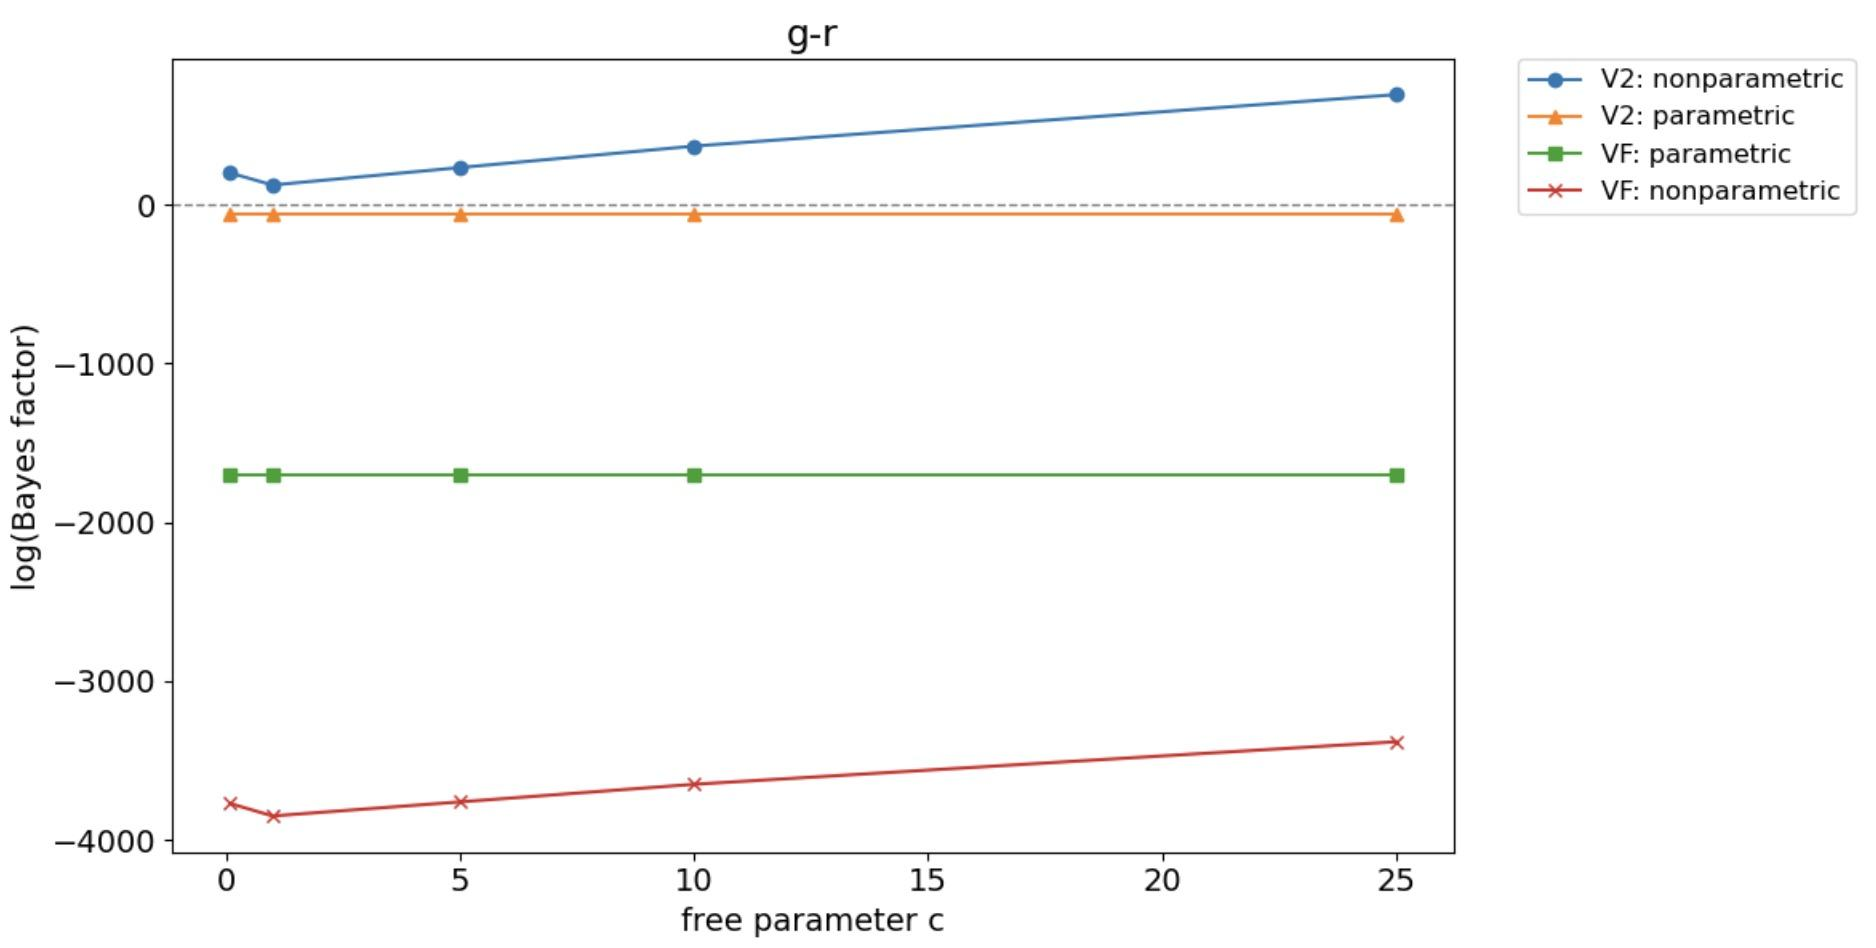 g-r
V2: nonparametric
V2: parametric
VF: parametric
VF: nonparametric
log(Bayes factor)
0
−1000
−2000
−3000
−4000
0 5 10 15 20 25
free parameter c